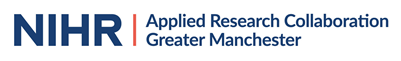 NIHR | Applied Research Collaboration
Greater Manchester